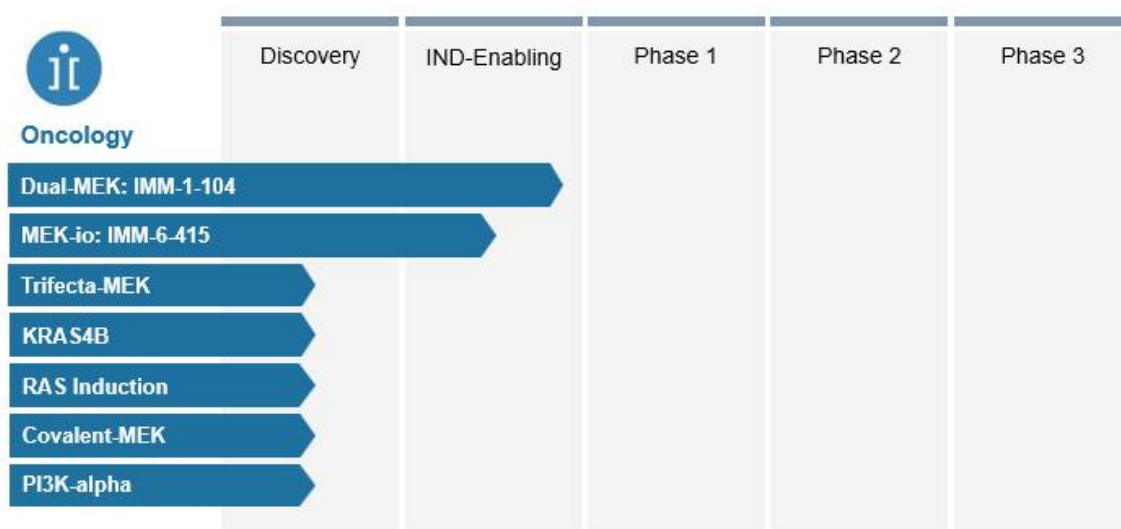 Discovery
IND-Enabling
Phase 1
Phase 2
Phase 3
Oncology
Dual-MEK: IMM-1-104
MEK-io: IMM-6-415
Trifecta-MEK
KRAS4B
RAS Induction
Covalent-MEK
PI3K-alpha